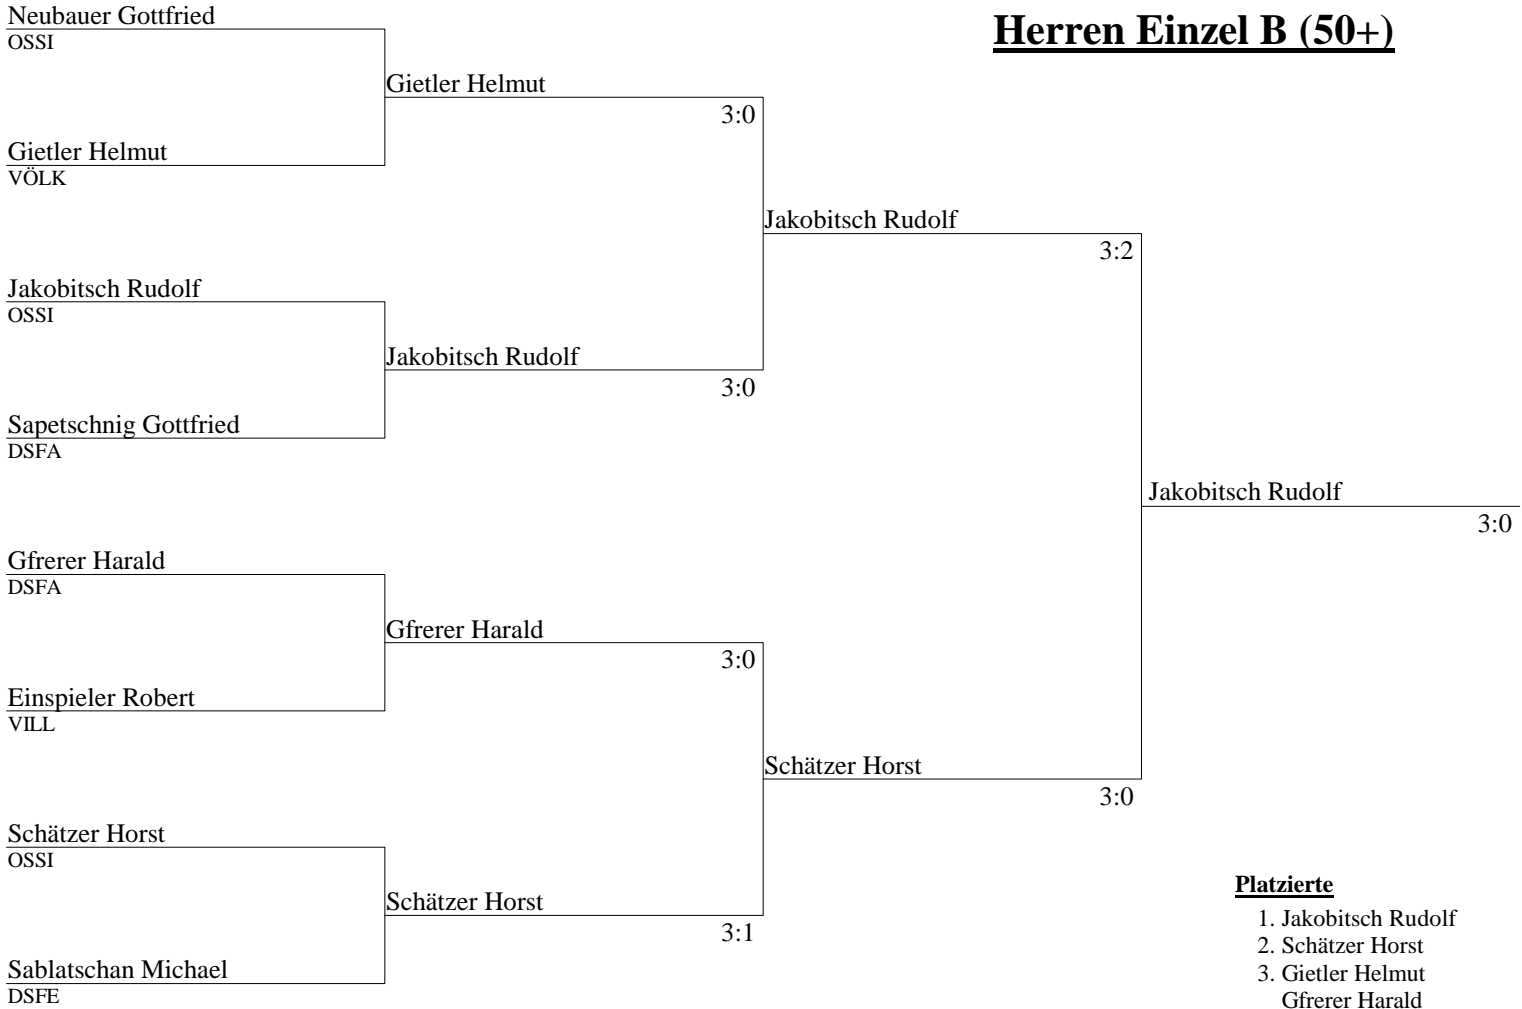 Herren Einzel B (50+)
Neubauer Gottfried
OSSI
Gietler Helmut
3:0
Gietler Helmut
VÖLK
Jakobitsch Rudolf
3:2
Jakobitsch Rudolf
OSSI
Jakobitsch Rudolf
3:0
Sapetschnig Gottfried
DSFA
Jakobitsch Rudolf
3:0
Gfrerer Harald
DSFA
Gfrerer Harald
3:0
Einspieler Robert
VILL
Schätzer Horst
3:0
Schätzer Horst
OSSI
Schätzer Horst
3:1
Sablatschan Michael
DSFE
Platzierte
1. Jakobitsch Rudolf
2. Schätzer Horst
3. Gietler Helmut
Gfrerer Harald